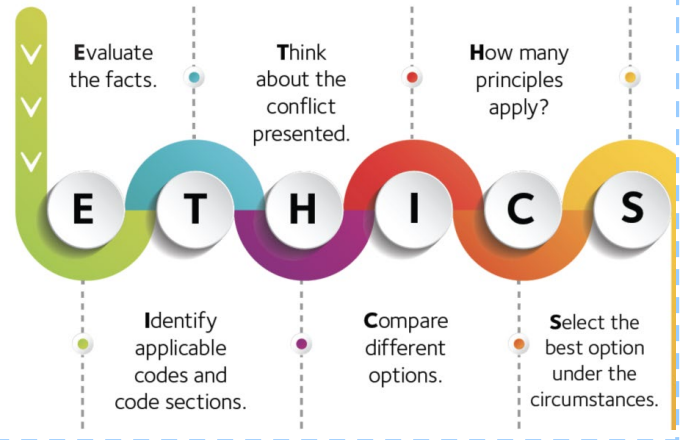 Evaluate
the facts.
Think
about the
conflict
presented.
How many
principles
apply?
E T H I C S
Identify
applicable
codes and
code sections.
Compare
different
options.
Select the
best option
under the
circumstances.